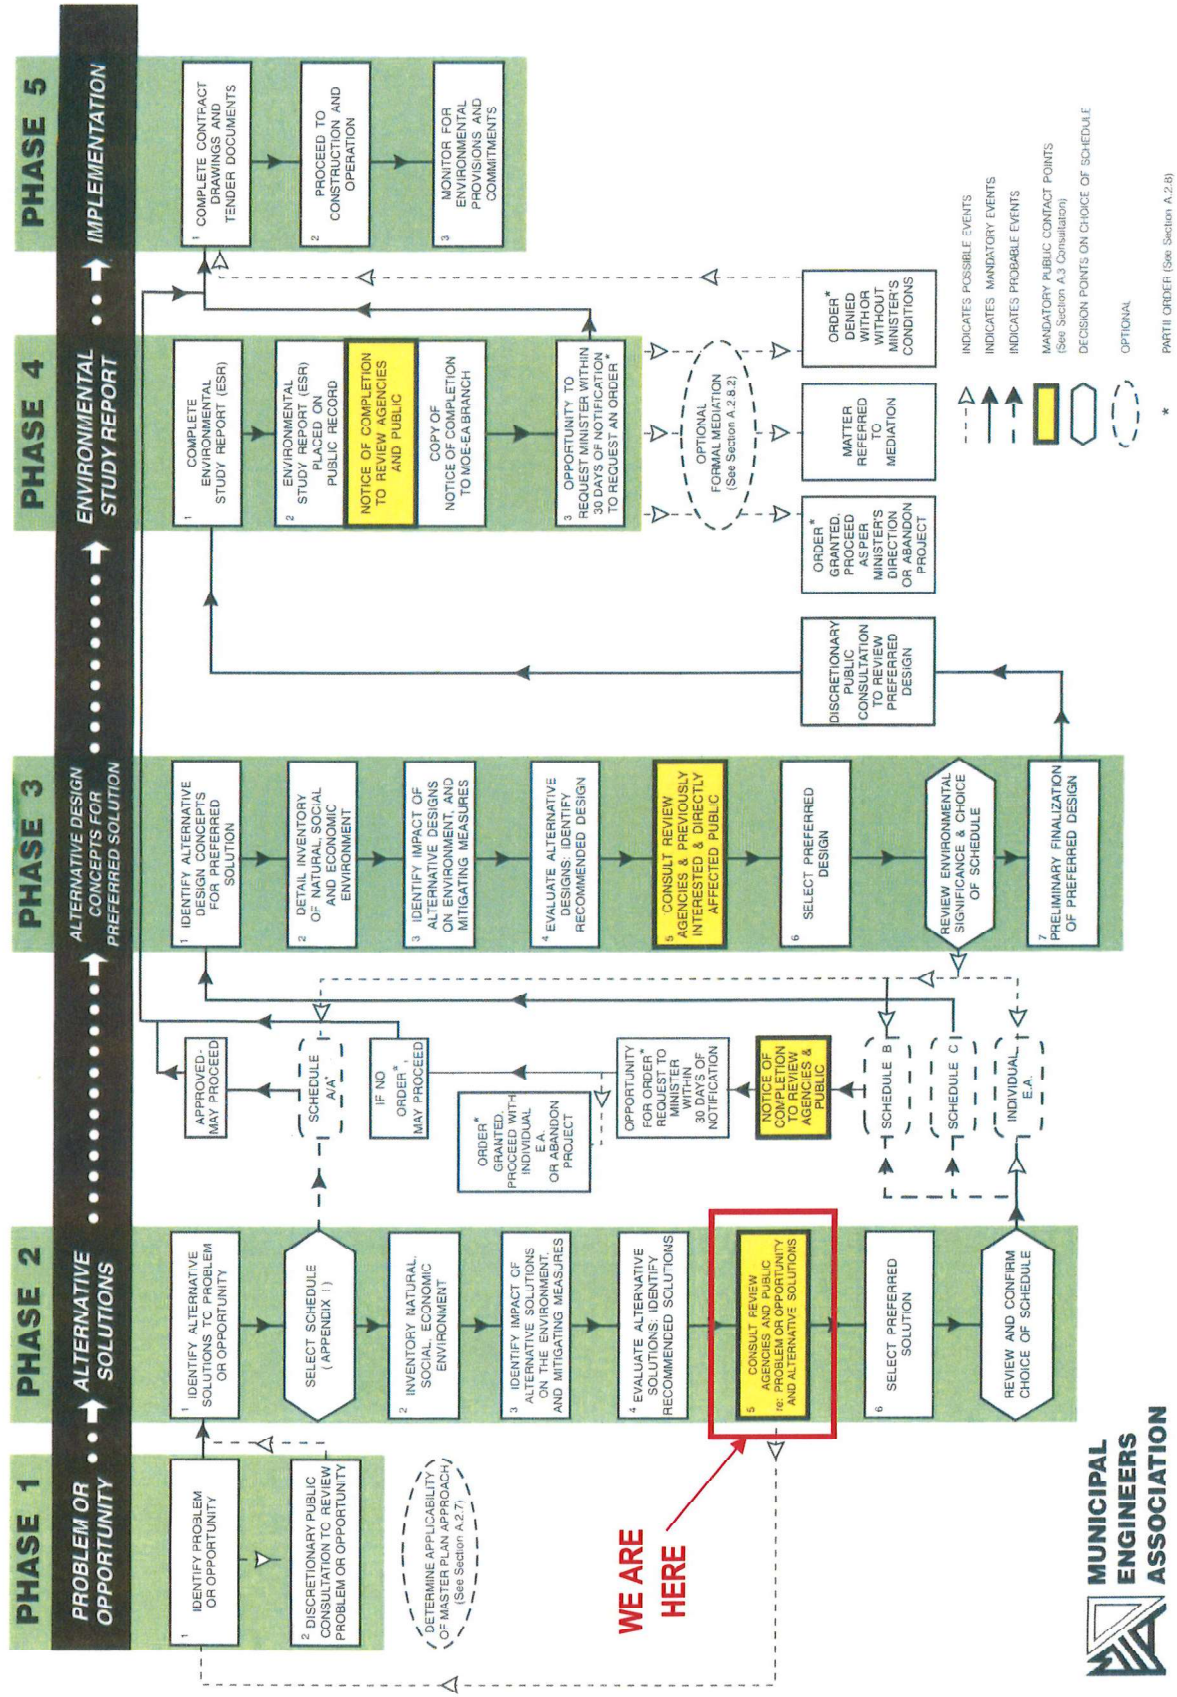 PHASE 1
PROBLEM OR
OPPORTUNITY
1
IDENTIFY PROBLEM
OR OPPORTUNITY
2 DISCRETIONARY PUBLIC
CONSULTATION TO REVIEW
PROBLEM OR OPPORTUNITY
DETERMINE APPLICABILITY
OF MASTER PLAN APPROACH
(See Section A.2.7)
PHASE 2
ALTERNATIVE
SOLUTIONS
1 IDENTIFY ALTERNATIVE
SOLUTIONS TO PROBLEM
OR OPPORTUNITY
SELECT SCHEDULE
( APPENDIX I )
2 INVENTORY NATURAL,
SOCIAL, ECONOMIC
ENVIRONMENT
3 IDENTIFY IMPACT OF
ALTERNATIVE SOLUTIONS
ON THE ENVIRONMENT,
AND MITIGATING MEASURES
4 EVALUATE ALTERNATIVE
SOLUTIONS: IDENTIFY
RECOMMENDED SOLUTIONS
CONSULT REVIEW
AGENCIES AND PUBLIC
5 re: PROBLEM OR OPPORTUNITY
AND ALTERNATIVE SOLUTIONS
6
SELECT PREFERRED
SOLUTION
REVIEW AND CONFIRM
CHOICE OF SCHEDULE
WE ARE
HERE
APPROVED-
MAY PROCEED
SCHEDULE
A/A+
IF NO
ORDER*,
MAY PROCEED
ORDER*
GRANTED,
PROCEED WITH
INDIVIDUAL
E.A.
OR ABANDON
PROJECT
OPPORTUNITY
FOR ORDER*
REQUEST TO
MINISTER
WITHIN
30 DAYS OF
NOTIFICATION
NOTICE OF
COMPLETION
TO REVIEW
AGENCIES &
PUBLIC
SCHEDULE B
SCHEDULE C
INDIVIDUAL
E.A.
PHASE 3
ALTERNATIVE DESIGN
CONCEPTS FOR
PREFERRED SOLUTION
1 IDENTIFY ALTERNATIVE
DESIGN CONCEPTS
FOR PREFERRED
SOLUTION
2 DETAIL INVENTORY
OF NATURAL, SOCIAL
AND ECONOMIC
ENVIRONMENT
3 IDENTIFY IMPACT OF
ALTERNATIVE DESIGNS
ON ENVIRONMENT, AND
MITIGATING MEASURES
4 EVALUATE ALTERNATIVE
DESIGNS: IDENTIFY
RECOMMENDED DESIGN
5 CONSULT REVIEW
AGENCIES & PREVIOUSLY
INTERESTED & DIRECTLY
AFFECTED PUBLIC
6
SELECT PREFERRED
DESIGN
REVIEW ENVIRONMENTAL
SIGNIFICANCE & CHOICE
OF SCHEDULE
7 PRELIMINARY FINALIZATION
OF PREFERRED DESIGN
DISCRETIONARY
PUBLIC
CONSULTATION
TO REVIEW
PREFERRED
DESIGN
PHASE 4
ENVIRONMENTAL
STUDY REPORT
1
COMPLETE
ENVIRONMENTAL
STUDY REPORT (ESR)
2
ENVIRONMENTAL
STUDY REPORT (ESR)
PLACED ON
PUBLIC RECORD
NOTICE OF COMPLETION
TO REVIEW AGENCIES
AND PUBLIC
COPY OF
NOTICE OF COMPLETION
TO MOE-EA BRANCH
3 OPPORTUNITY TO
REQUEST MINISTER WITHIN
30 DAYS OF NOTIFICATION
TO REQUEST AN ORDER*
OPTIONAL
FORMAL MEDIATION
(See Section A.2.8.2)
ORDER*
GRANTED,
PROCEED
AS PER
MINISTER'S
DIRECTION
OR ABANDON
PROJECT
MATTER
REFERRED
TO
MEDIATION
ORDER*
DENIED
WITH OR
WITHOUT
MINISTER'S
CONDITIONS
PHASE 5
IMPLEMENTATION
1 COMPLETE CONTRACT
DRAWINGS AND
TENDER DOCUMENTS
2
PROCEED TO
CONSTRUCTION AND
OPERATION
3
MONITOR FOR
ENVIRONMENTAL
PROVISIONS AND
COMMITMENTS
INDICATES POSSIBLE EVENTS
INDICATES MANDATORY EVENTS
INDICATES PROBABLE EVENTS
MANDATORY PUBLIC CONTACT POINTS
(See Section A.3 Consultation)
DECISION POINTS ON CHOICE OF SCHEDULE
OPTIONAL
* PART II ORDER (See Section A.2.8)
MUNICIPAL
ENGINEERS
ASSOCIATION